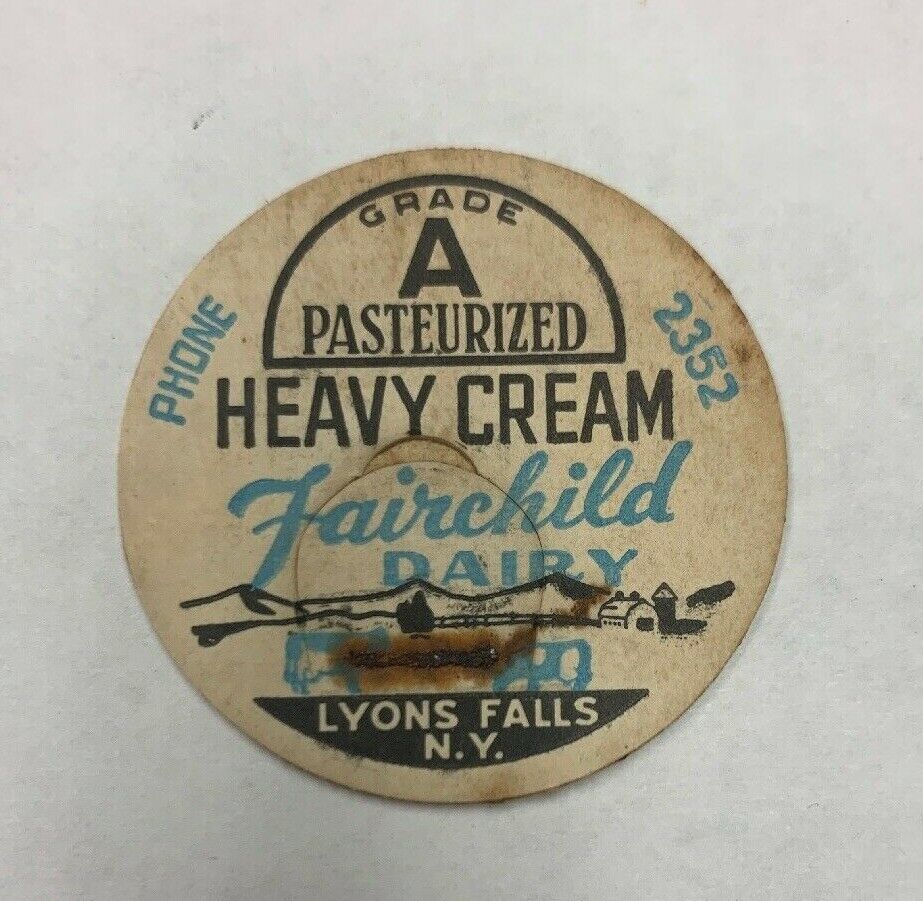 GRADE
A
PASTEURIZED
PHONE 2352
HEAVY CREAM
Fairchild
DAIRY
LYONS FALLS
N.Y.